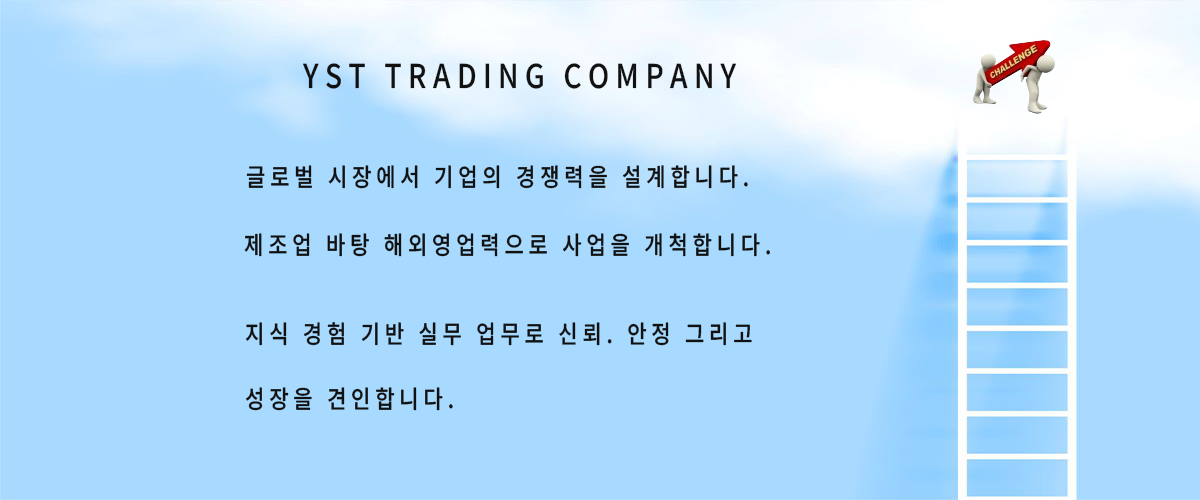 YST TRADING COMPANY
CHALLENGE
글로벌 시장에서 기업의 경쟁력을 설계합니다.
제조업 바탕 해외영업력으로 사업을 개척합니다.
지식 경험 기반 실무 업무로 신뢰. 안정 그리고
성장을 견인합니다.